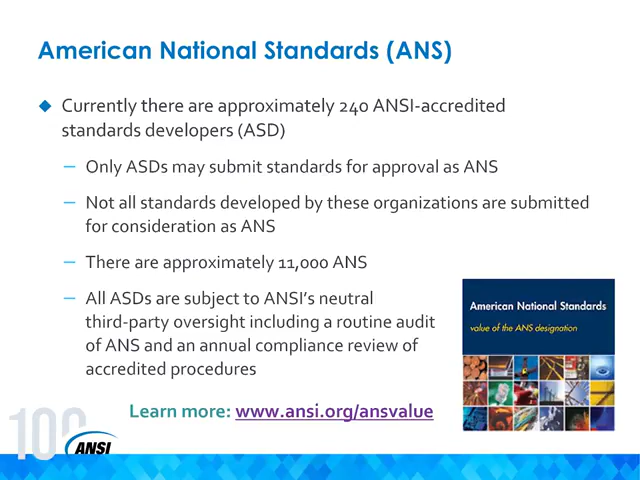 American National Standards (ANS)
Currently there are approximately 240 ANSI-accredited
standards developers (ASD)
– Only ASDs may submit standards for approval as ANS
– Not all standards developed by these organizations are submitted
for consideration as ANS
– There are approximately 11,000 ANS
– All ASDs are subject to ANSI’s neutral
third-party oversight including a routine audit
of ANS and an annual compliance review of
accredited procedures
American National Standards
value of the ANS designation
Learn more: www.ansi.org/ansvalue
100
ANSI